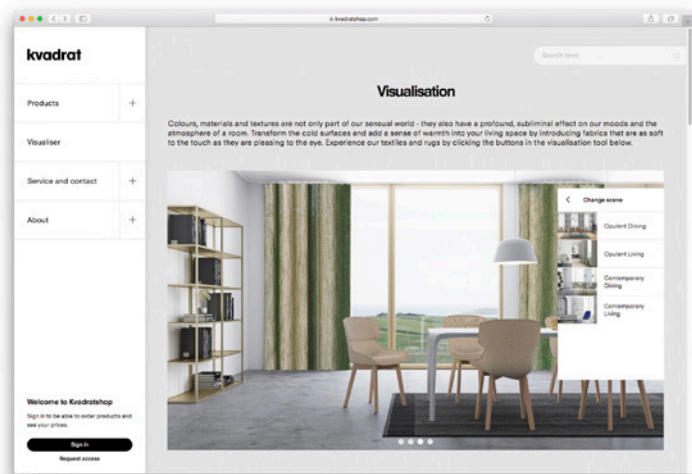 kvadratshop.com
kvadrat
Search term
Products +
Visualiser
Service and contact +
About +
Visualisation
Colours, materials and textures are not only part of our sensual world - they also have a profound, subliminal effect on our moods and the
atmosphere of a room. Transform the cold surfaces and add a sense of warmth into your living space by introducing fabrics that are as soft
to the touch as they are pleasing to the eye. Experience our textiles and rugs by clicking the buttons in the visualisation tool below.
Change scene
Opulent Dining
Opulent Living
Contemporary
Dining
Contemporary
Living
Welcome to Kvadratshop
Sign in to be able to order products and
see your prices.
Sign in
Request access